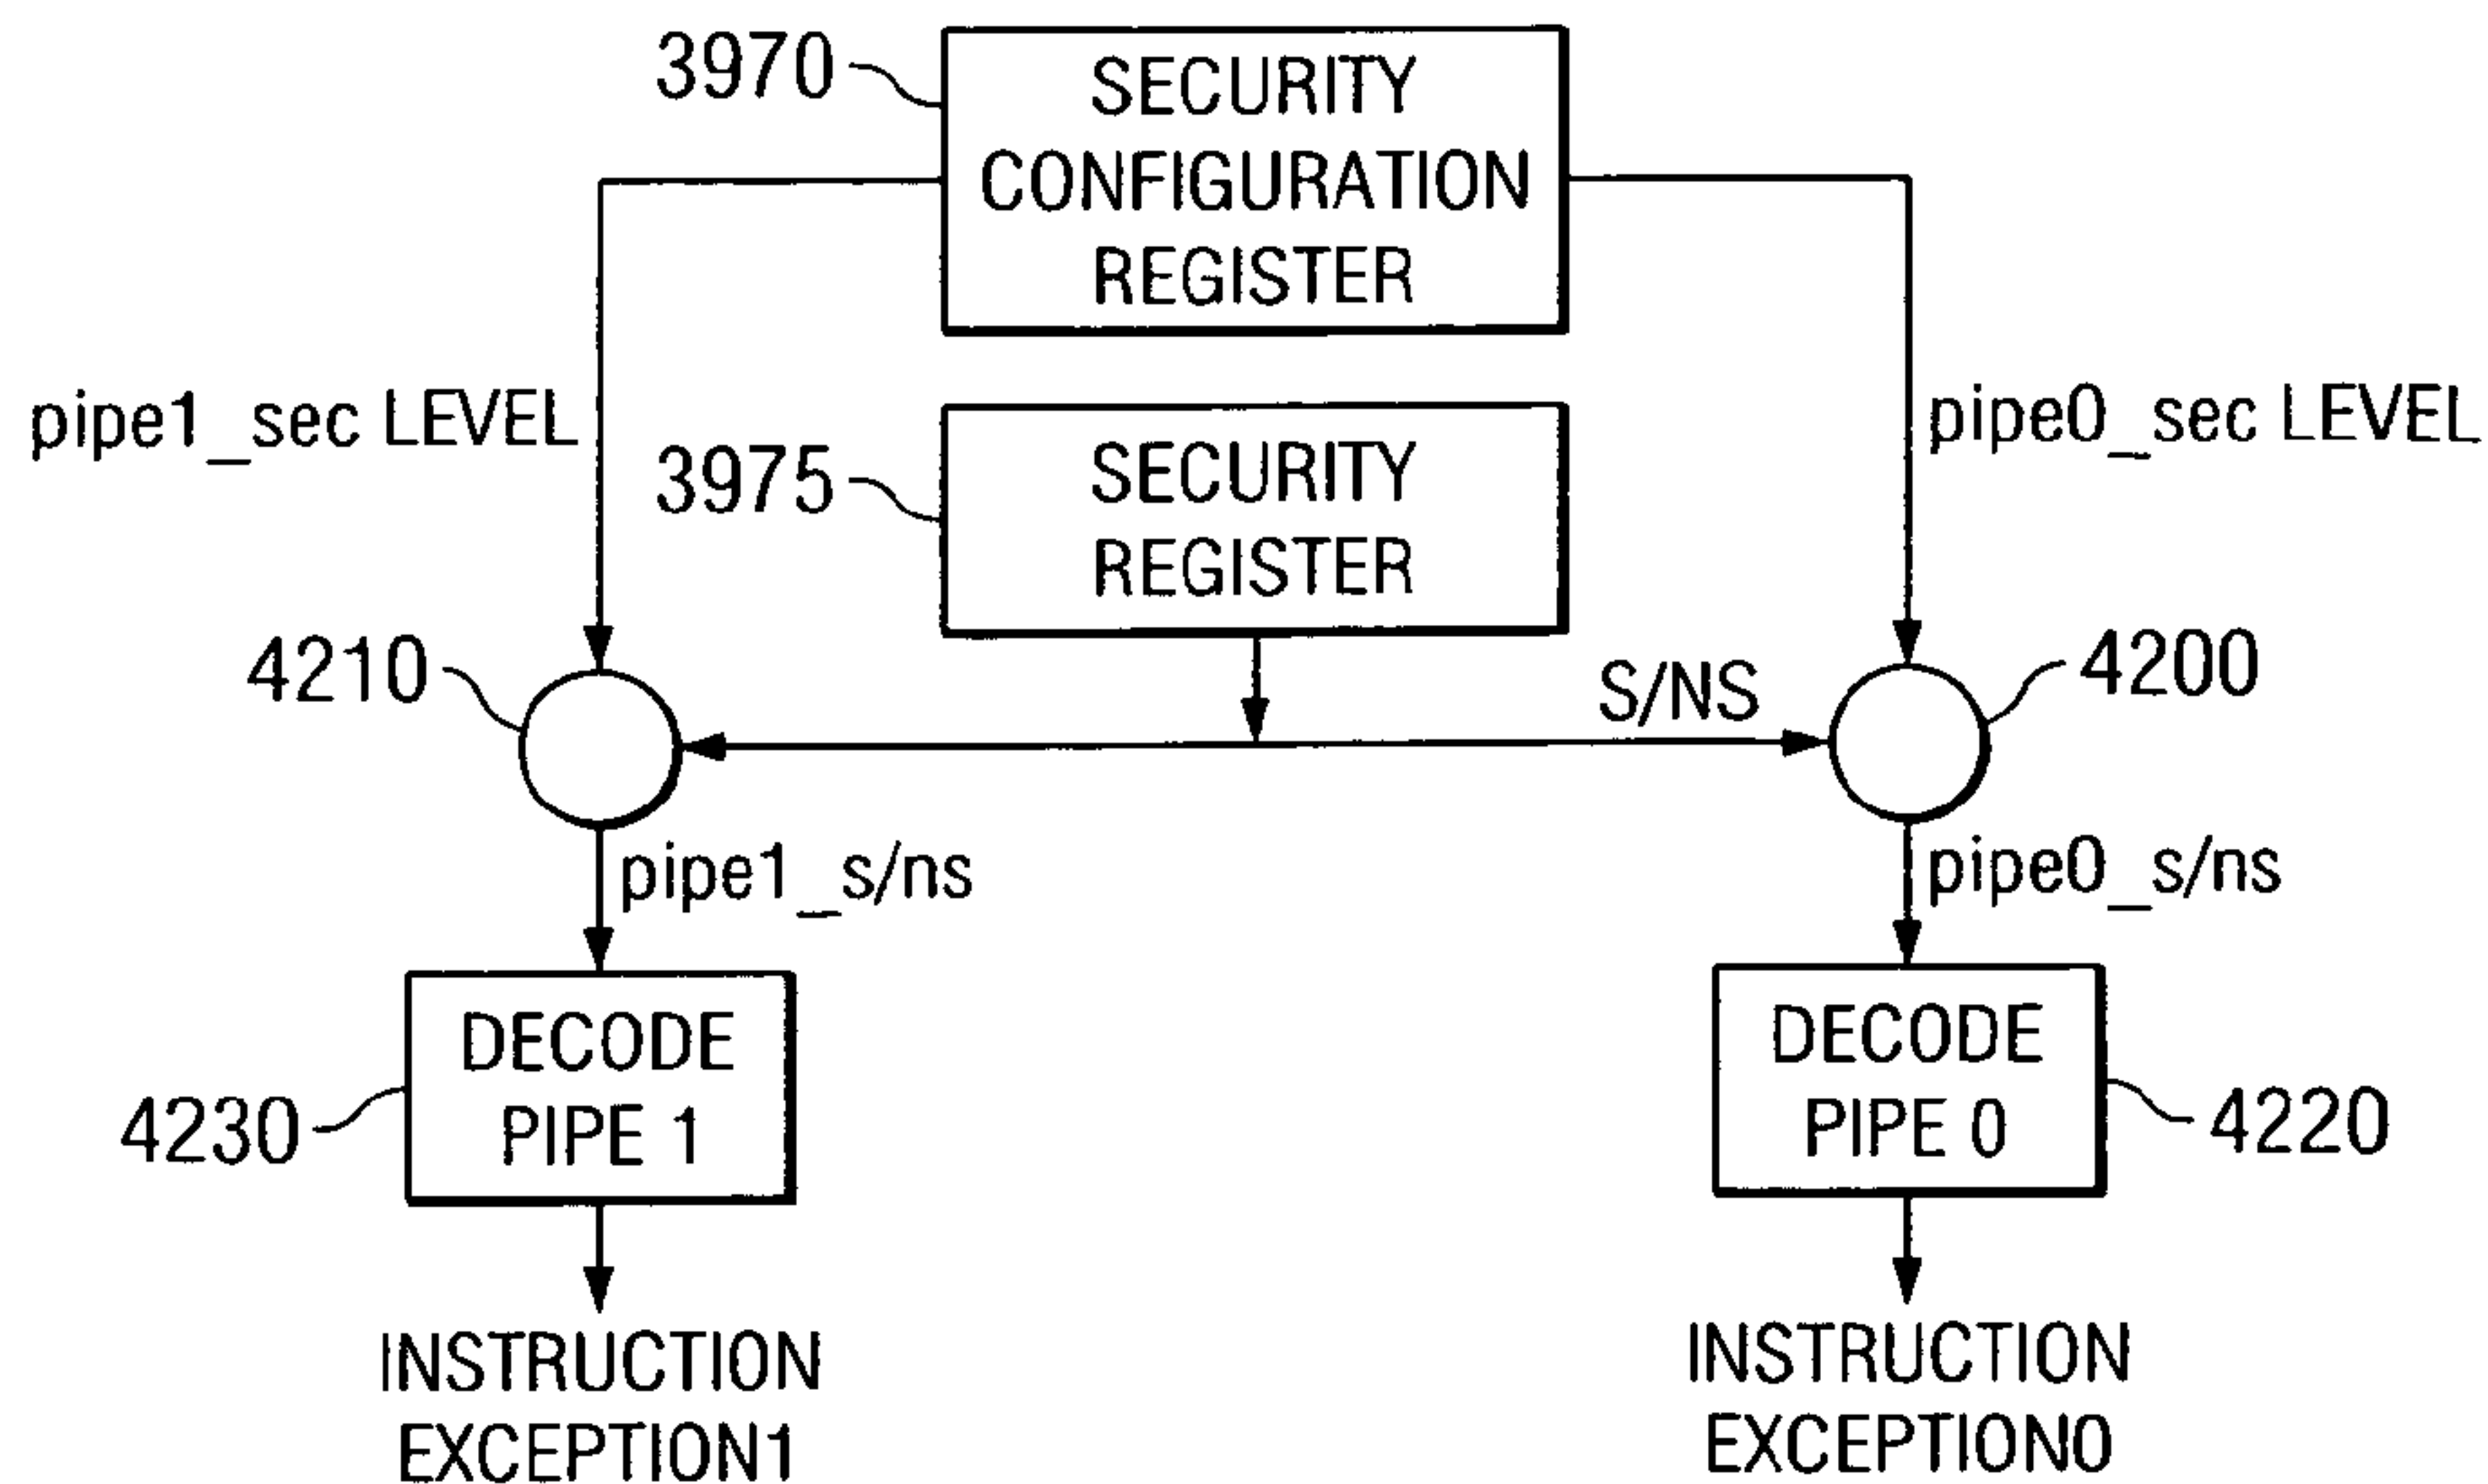 3970
SECURITY
CONFIGURATION
REGISTER
pipe1_sec LEVEL
pipe0_sec LEVEL
3975
SECURITY
REGISTER
4210
S/NS
4200
pipe1_s/ns
pipe0_s/ns
DECODE
PIPE 1
4230
DECODE
PIPE 0
4220
INSTRUCTION
EXCEPTION1
INSTRUCTION
EXCEPTION0